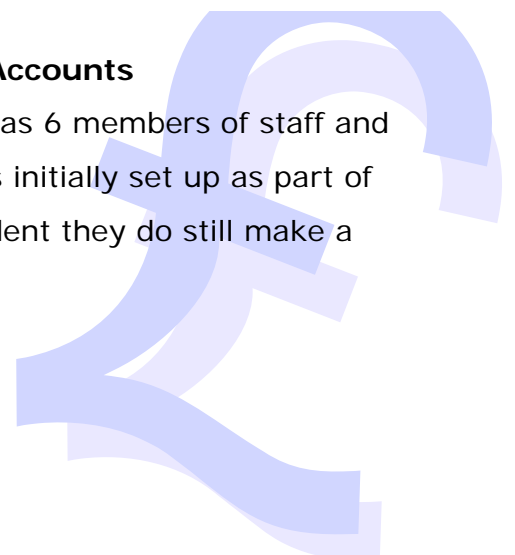 Accounts
as 6 members of staff and
s initially set up as part of
dent they do still make a